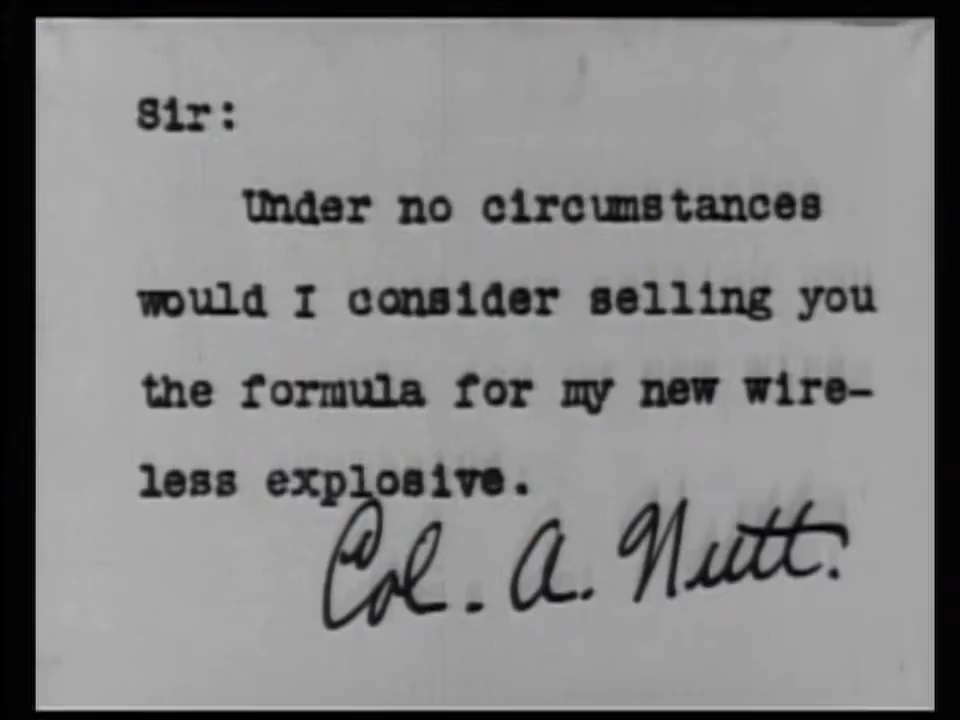 Sir:
Under no circumstances
would I consider selling you
the formula for my new wire-
less explosive.
Col. A. Nutt.